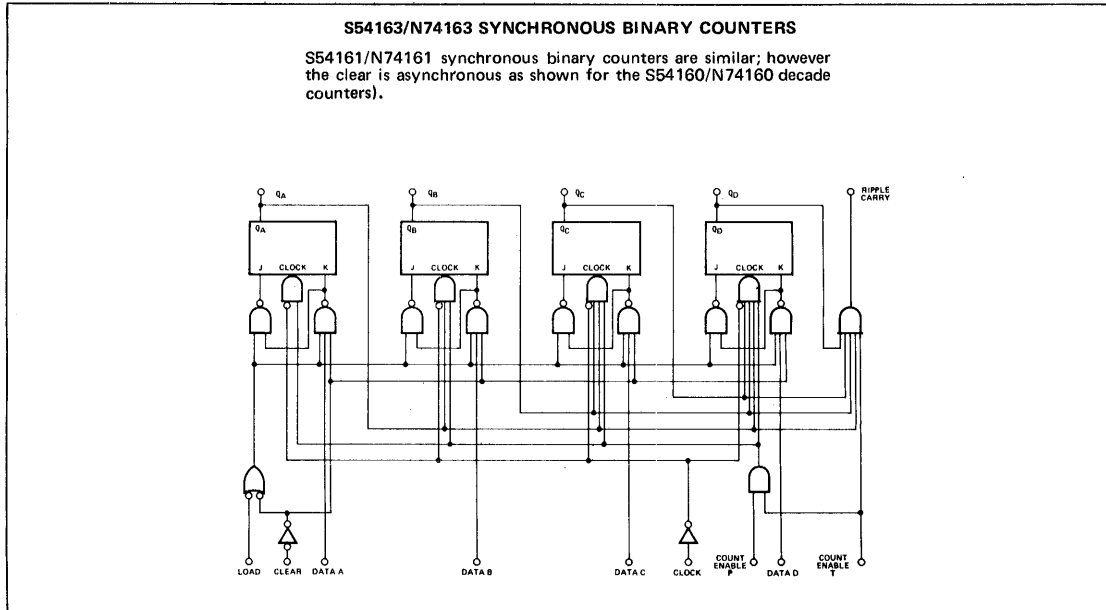 S54163/N74163 SYNCHRONOUS BINARY COUNTERS
S54161/N74161 synchronous binary counters are similar; however
the clear is asynchronous as shown for the S54160/N74160 decade
counters).
QA
QB
QC
QD
RIPPLE
CARRY
QA
QB
QC
QD
J CLOCK K
J CLOCK K
J CLOCK K
J CLOCK K
LOAD
CLEAR
DATA A
DATA B
DATA C
CLOCK
COUNT
ENABLE
P
DATA D
COUNT
ENABLE
T